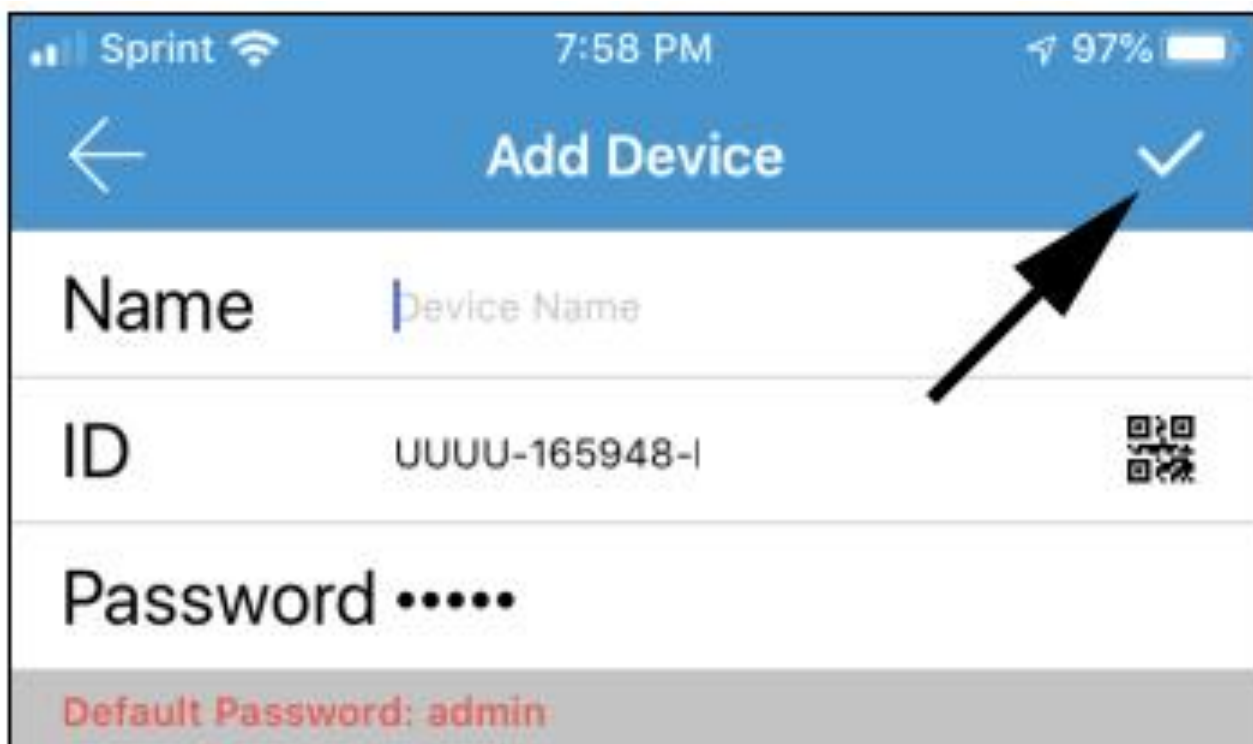 Sprint 7:58 PM 97%
Add Device
Name Device Name
ID UUUU-165948-
Password •••••
Default Password: admin